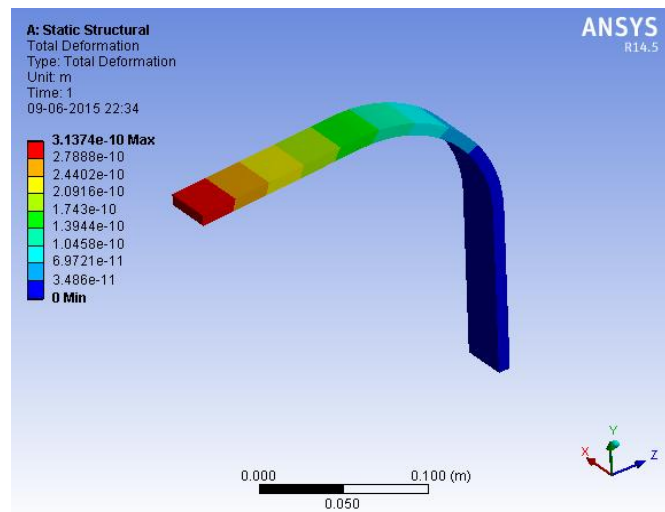 A: Static Structural
Total Deformation
Type: Total Deformation
Unit: m
Time: 1
09-06-2015 22:34
ANSYS
R14.5
3.1374e-10 Max
2.7888e-10
2.4402e-10
2.0916e-10
1.743e-10
1.3944e-10
1.0458e-10
6.9721e-11
3.486e-11
0 Min
Y
X
Z
0.000
0.100 (m)
0.050